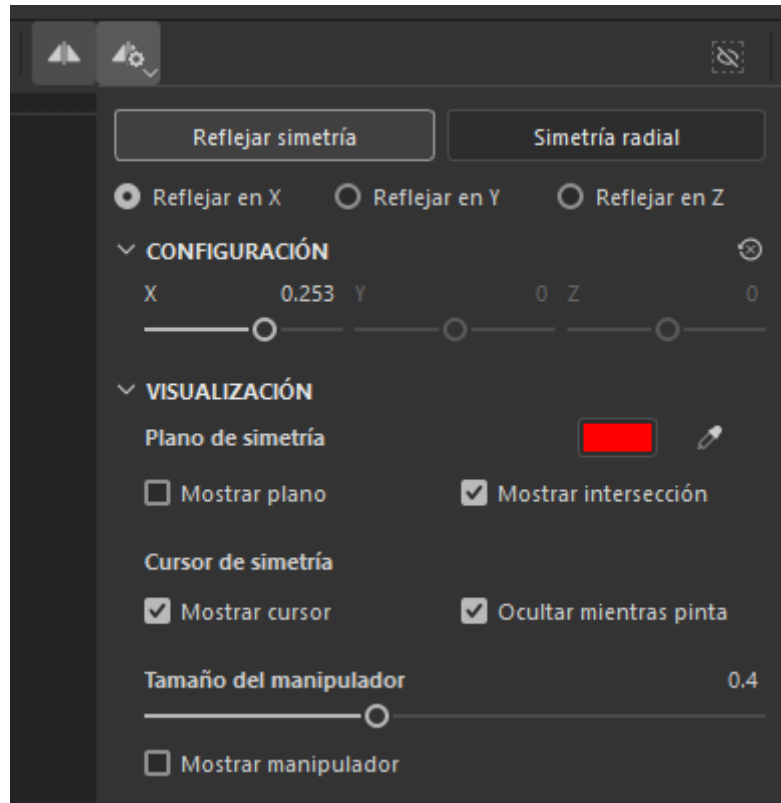 Reflejar simetría Simetría radial
Reflejar en X Reflejar en Y Reflejar en Z
CONFIGURACIÓN
X 0.253 Y 0 Z 0
VISUALIZACIÓN
Plano de simetría
Mostrar plano Mostrar intersección
Cursor de simetría
Mostrar cursor Ocultar mientras pinta
Tamaño del manipulador 0.4
Mostrar manipulador